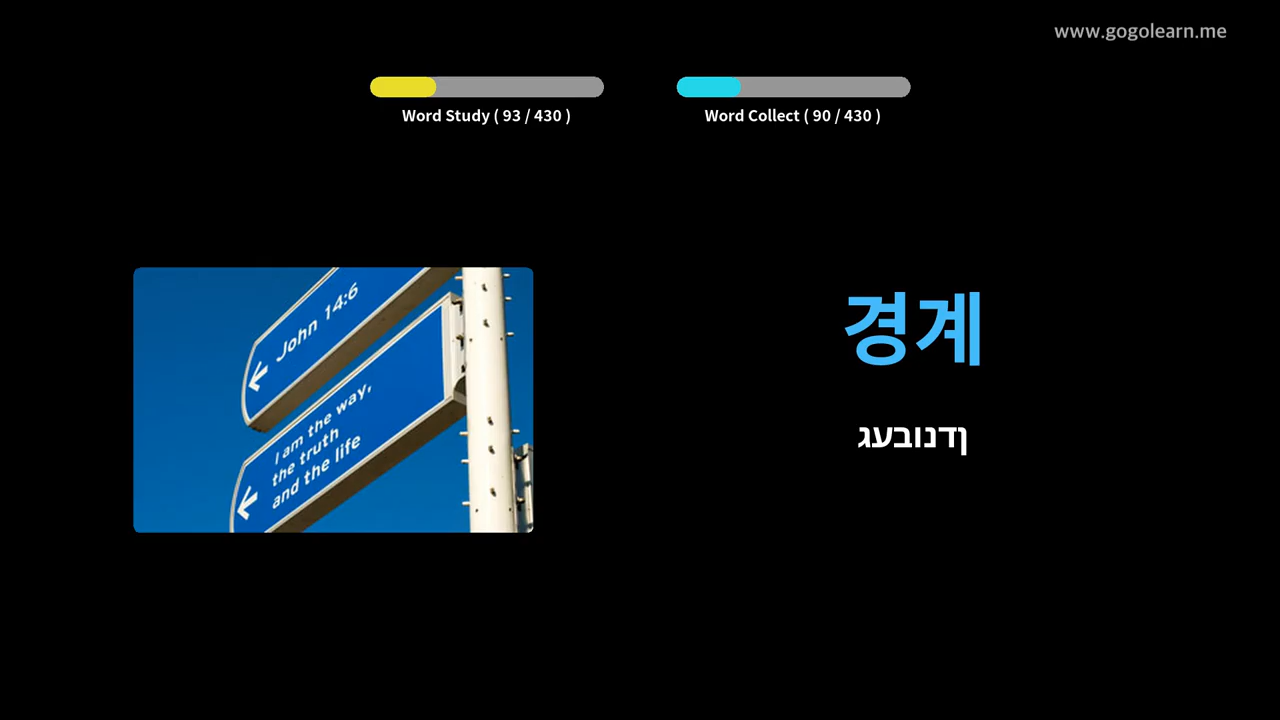 www.gogolearn.me
Word Study ( 93 / 430 )
Word Collect ( 90 / 430 )
John 14:6
I am the way,
the truth
and the life
경계
געבונדן